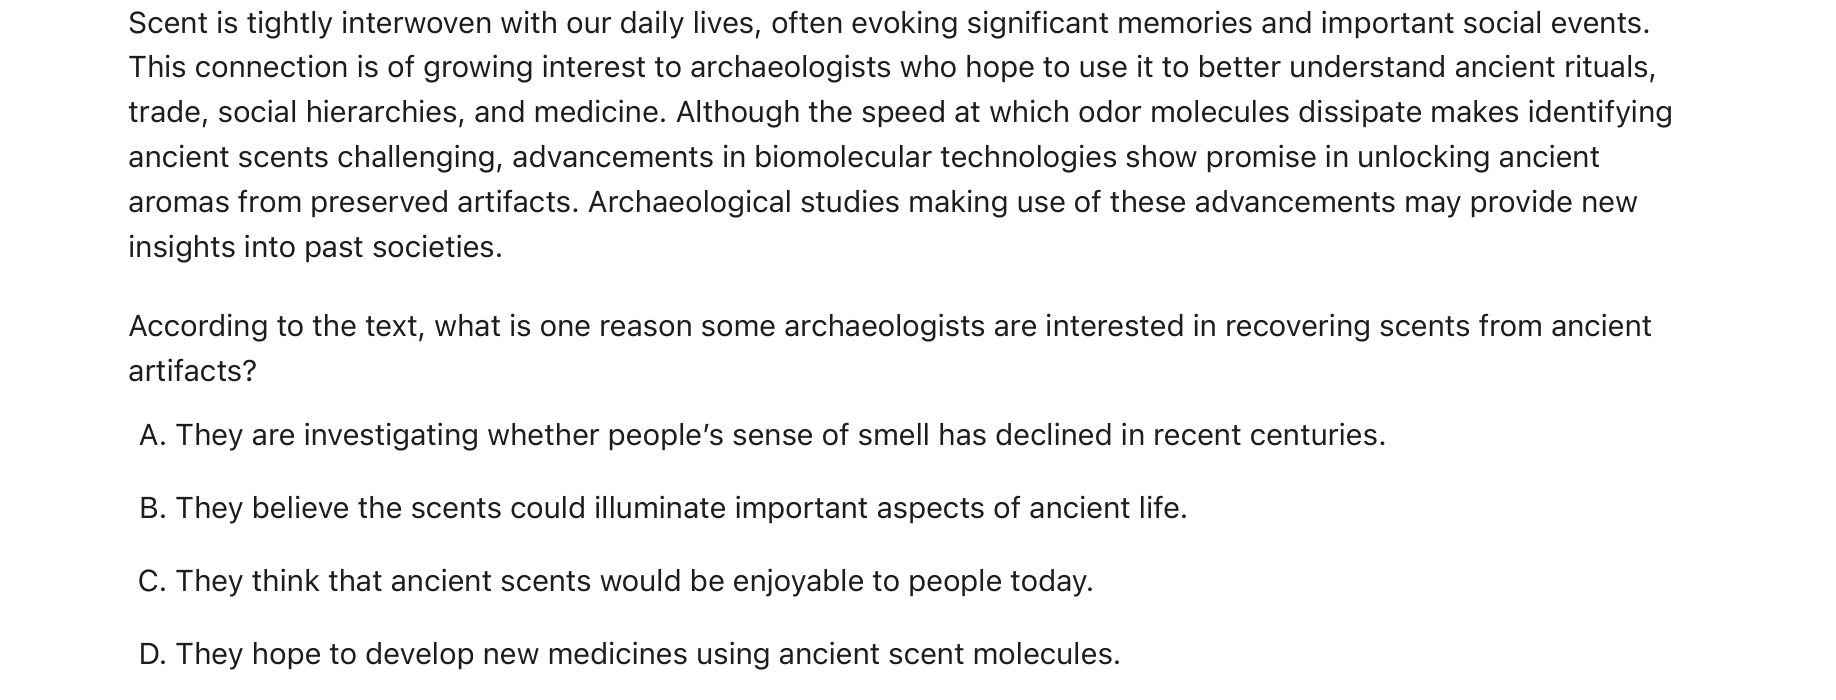 Scent is tightly interwoven with our daily lives, often evoking significant memories and important social events.
This connection is of growing interest to archaeologists who hope to use it to better understand ancient rituals,
trade, social hierarchies, and medicine. Although the speed at which odor molecules dissipate makes identifying
ancient scents challenging, advancements in biomolecular technologies show promise in unlocking ancient
aromas from preserved artifacts. Archaeological studies making use of these advancements may provide new
insights into past societies.
According to the text, what is one reason some archaeologists are interested in recovering scents from ancient
artifacts?
A. They are investigating whether people’s sense of smell has declined in recent centuries.
B. They believe the scents could illuminate important aspects of ancient life.
C. They think that ancient scents would be enjoyable to people today.
D. They hope to develop new medicines using ancient scent molecules.